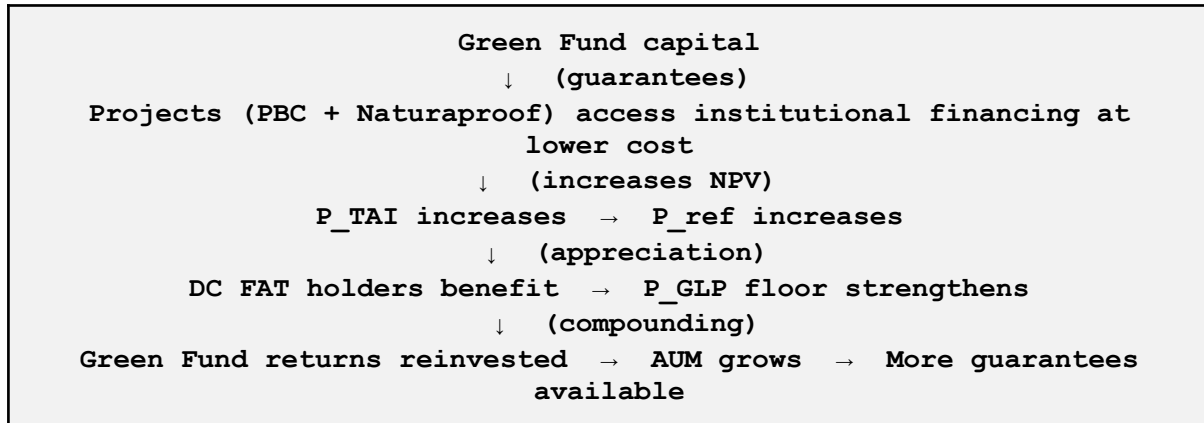 Green Fund capital
↓ (guarantees)
Projects (PBC + Naturaproof) access institutional financing at
lower cost
↓ (increases NPV)
P_TAI increases → P_ref increases
↓ (appreciation)
DC FAT holders benefit → P_GLP floor strengthens
↓ (compounding)
Green Fund returns reinvested → AUM grows → More guarantees
available